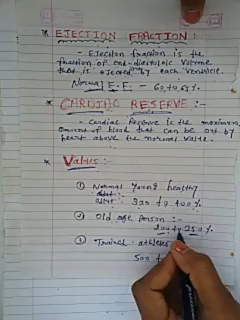 * EJECTION FRACTION :-
- Ejection fraction is the
fraction of end-diastolic volume
that is ejected by each ventricle.
Normal E.F. - 60 to 65%
* CARDIAC RESERVE :-
- Cardiac Reserve is the maximum
amount of blood that can be out by
heart above the normal value.
* Values :-
① Normal Young healthy
adult :- 300 to 400%
② Old age person :-
200 to 250%
③ Trained athletes
500 to